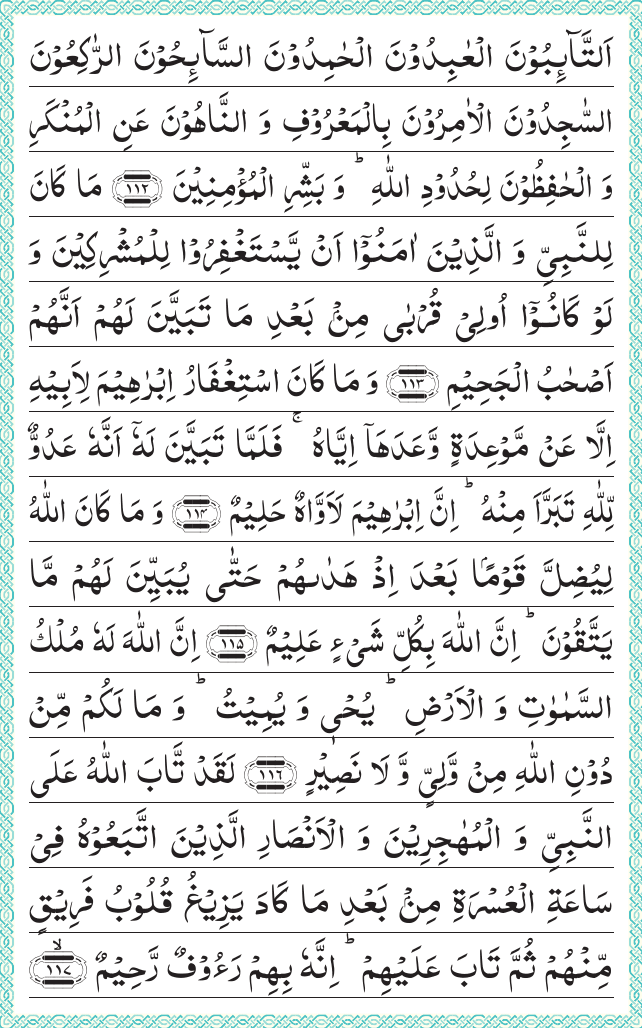 اَلتَّآئِبُوۡنَ الۡعٰبِدُوۡنَ الۡحٰمِدُوۡنَ السَّآئِحُوۡنَ الرّٰكِعُوۡنَ
السّٰجِدُوۡنَ الۡاٰمِرُوۡنَ بِالۡمَعۡرُوۡفِ وَ النَّاهُوۡنَ عَنِ الۡمُنۡكَرِ
وَ الۡحٰفِظُوۡنَ لِحُدُوۡدِ اللّٰهِ ؕ وَ بَشِّرِ الۡمُؤۡمِنِيۡنَ ﴿۱۱۲﴾ مَا كَانَ
لِلنَّبِىِّ وَ الَّذِيۡنَ اٰمَنُوۡۤا اَنۡ يَّسۡتَغۡفِرُوۡا لِلۡمُشۡرِكِيۡنَ وَ
لَوۡ كَانُوۡۤا اُولِىۡ قُرۡبٰى مِنۡۢ بَعۡدِ مَا تَبَيَّنَ لَهُمۡ اَنَّهُمۡ
اَصۡحٰبُ الۡجَحِيۡمِ ﴿۱۱۳﴾ وَ مَا كَانَ اسۡتِغۡفَارُ اِبۡرٰهِيۡمَ لِاَبِيۡهِ
اِلَّا عَنۡ مَّوۡعِدَةٍ وَّعَدَهَاۤ اِيَّاهُ ۚ فَلَمَّا تَبَيَّنَ لَهٗۤ اَنَّهٗ عَدُوٌّ
لِّلّٰهِ تَبَرَّاَ مِنۡهُ ؕ اِنَّ اِبۡرٰهِيۡمَ لَاَوَّاهٌ حَلِيۡمٌ ﴿۱۱۴﴾ وَ مَا كَانَ اللّٰهُ
لِيُضِلَّ قَوۡمًۢا بَعۡدَ اِذۡ هَدٰٮهُمۡ حَتّٰى يُبَيِّنَ لَهُمۡ مَّا
يَتَّقُوۡنَ ؕ اِنَّ اللّٰهَ بِكُلِّ شَىۡءٍ عَلِيۡمٌ ﴿۱۱۵﴾ اِنَّ اللّٰهَ لَهٗ مُلۡكُ
السَّمٰوٰتِ وَ الۡاَرۡضِ ؕ يُحۡىٖ وَ يُمِيۡتُ ؕ وَ مَا لَكُمۡ مِّنۡ
دُوۡنِ اللّٰهِ مِنۡ وَّلِىٍّ وَّ لَا نَصِيۡرٍ ﴿۱۱۶﴾ لَقَدۡ تَّابَ اللّٰهُ عَلَى
النَّبِىِّ وَ الۡمُهٰجِرِيۡنَ وَ الۡاَنۡصَارِ الَّذِيۡنَ اتَّبَعُوۡهُ فِىۡ
سَاعَةِ الۡعُسۡرَةِ مِنۡۢ بَعۡدِ مَا كَادَ يَزِيۡغُ قُلُوۡبُ فَرِيۡقٍ
مِّنۡهُمۡ ثُمَّ تَابَ عَلَيۡهِمۡ ؕ اِنَّهٗ بِهِمۡ رَءُوۡفٌ رَّحِيۡمٌ ۙ﴿۱۱۷﴾